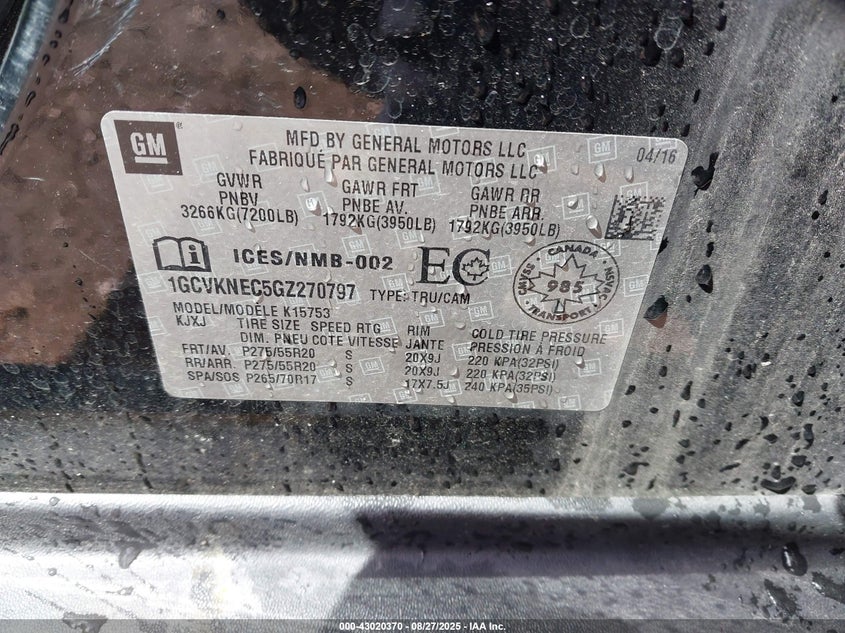 GM
MFD BY GENERAL MOTORS LLC
FABRIQUÉ PAR GENERAL MOTORS LLC
04/16
GVWR GAWR FRT GAWR RR
PNBV PNBE AV. PNBE ARR.
3266KG(7200LB) 1792KG(3950LB) 1792KG(3950LB)
ICES/NMB-002 EC
CANADA
CMVSS NSVAC
985
TRANSPORT
1GCVKNEC5GZ270797 TYPE: TRU/CAM
MODEL/MODÈLE K15753
KJXJ TIRE SIZE SPEED RTG RIM COLD TIRE PRESSURE
DIM. PNEU COTE VITESSE JANTE PRESSION À FROID
FRT/AV. P275/55R20 S 20X9J 220 KPA(32PSI)
RR/ARR. P275/55R20 S 20X9J 220 KPA(32PSI)
SPA/SOS P265/70R17 S 17X7.5J 240 KPA(35PSI)
000-43020370 | 08/27/2025 - IAA Inc.